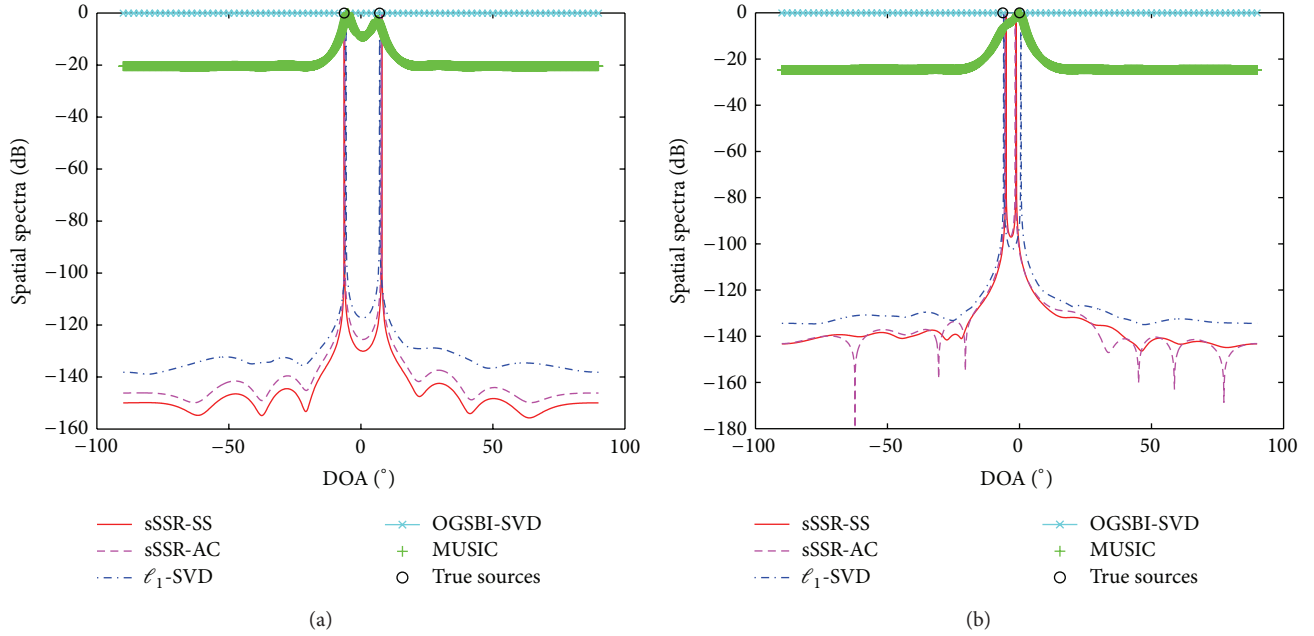 0
−20
−40
−60
−80
−100
−120
−140
−160
−100
−50
0
50
100
Spatial spectra (dB)
DOA (°)
sSSR-SS
sSSR-AC
ℓ1-SVD
OGSBI-SVD
MUSIC
True sources
(a)
0
−20
−40
−60
−80
−100
−120
−140
−160
−180
−100
−50
0
50
100
Spatial spectra (dB)
DOA (°)
sSSR-SS
sSSR-AC
ℓ1-SVD
OGSBI-SVD
MUSIC
True sources
(b)